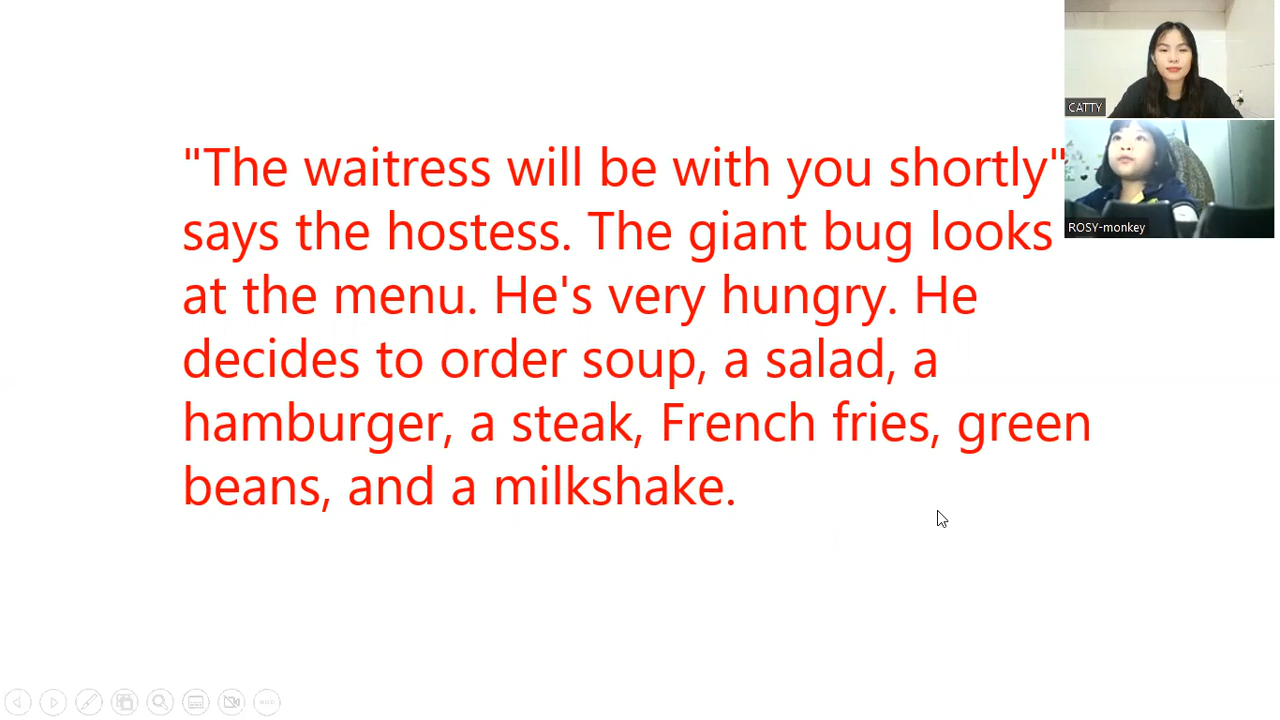 "The waitress will be with you shortly"
says the hostess. The giant bug looks
at the menu. He's very hungry. He
decides to order soup, a salad, a
hamburger, a steak, French fries, green
beans, and a milkshake.
CATTY
ROSY-monkey